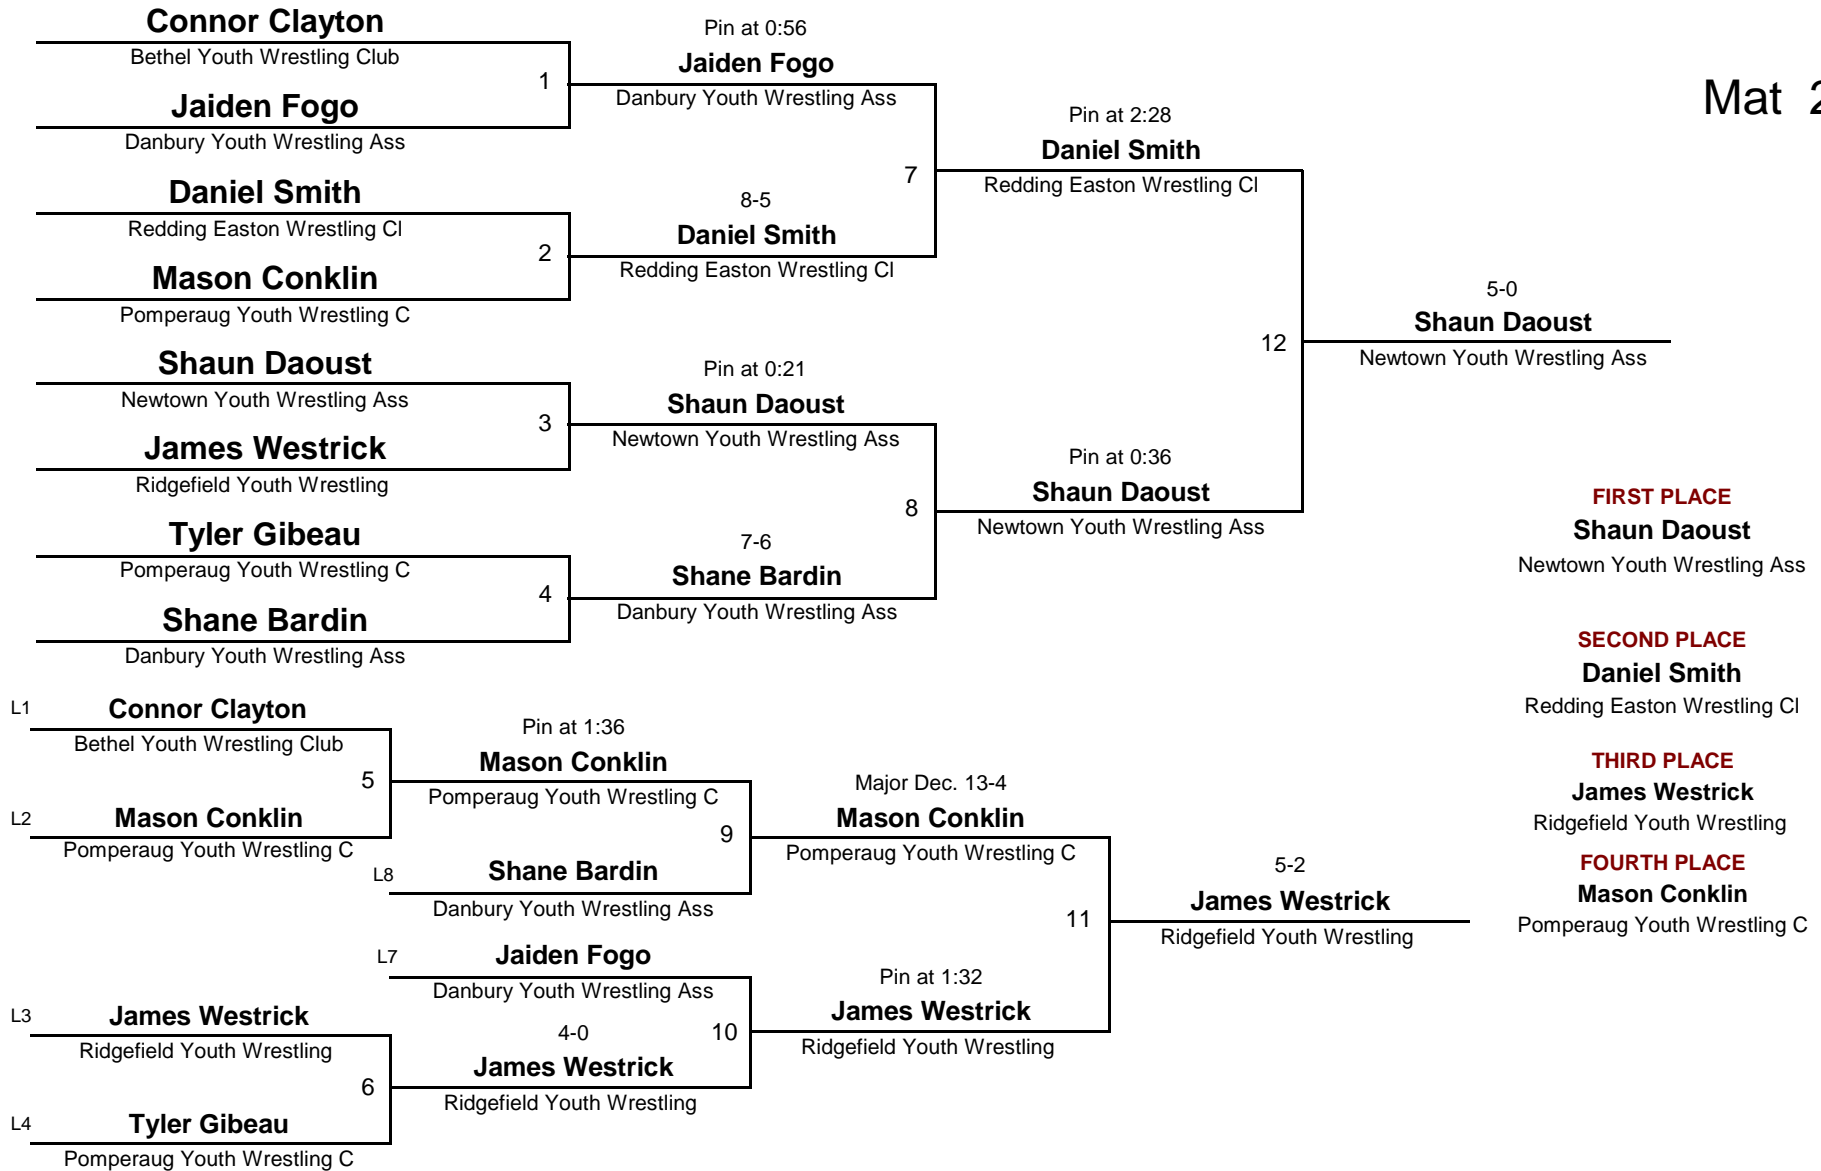 Connor Clayton
Bethel Youth Wrestling Club
1
Jaiden Fogo
Danbury Youth Wrestling Ass
Daniel Smith
Redding Easton Wrestling Cl
2
Mason Conklin
Pomperaug Youth Wrestling C
Shaun Daoust
Newtown Youth Wrestling Ass
3
James Westrick
Ridgefield Youth Wrestling
Tyler Gibeau
Pomperaug Youth Wrestling C
4
Shane Bardin
Danbury Youth Wrestling Ass
Pin at 0:56
Jaiden Fogo
Danbury Youth Wrestling Ass
7
8-5
Daniel Smith
Redding Easton Wrestling Cl
Pin at 0:21
Shaun Daoust
Newtown Youth Wrestling Ass
8
7-6
Shane Bardin
Danbury Youth Wrestling Ass
Pin at 2:28
Daniel Smith
Redding Easton Wrestling Cl
12
Pin at 0:36
Shaun Daoust
Newtown Youth Wrestling Ass
5-0
Shaun Daoust
Newtown Youth Wrestling Ass
Mat 2
FIRST PLACE
Shaun Daoust
Newtown Youth Wrestling Ass
SECOND PLACE
Daniel Smith
Redding Easton Wrestling Cl
THIRD PLACE
James Westrick
Ridgefield Youth Wrestling
FOURTH PLACE
Mason Conklin
Pomperaug Youth Wrestling C
L1
Connor Clayton
Bethel Youth Wrestling Club
5
L2
Mason Conklin
Pomperaug Youth Wrestling C
Pin at 1:36
Mason Conklin
Pomperaug Youth Wrestling C
9
L8
Shane Bardin
Danbury Youth Wrestling Ass
L7
Jaiden Fogo
Danbury Youth Wrestling Ass
10
4-0
James Westrick
Ridgefield Youth Wrestling
L3
James Westrick
Ridgefield Youth Wrestling
6
L4
Tyler Gibeau
Pomperaug Youth Wrestling C
Major Dec. 13-4
Mason Conklin
Pomperaug Youth Wrestling C
11
Pin at 1:32
James Westrick
Ridgefield Youth Wrestling
5-2
James Westrick
Ridgefield Youth Wrestling